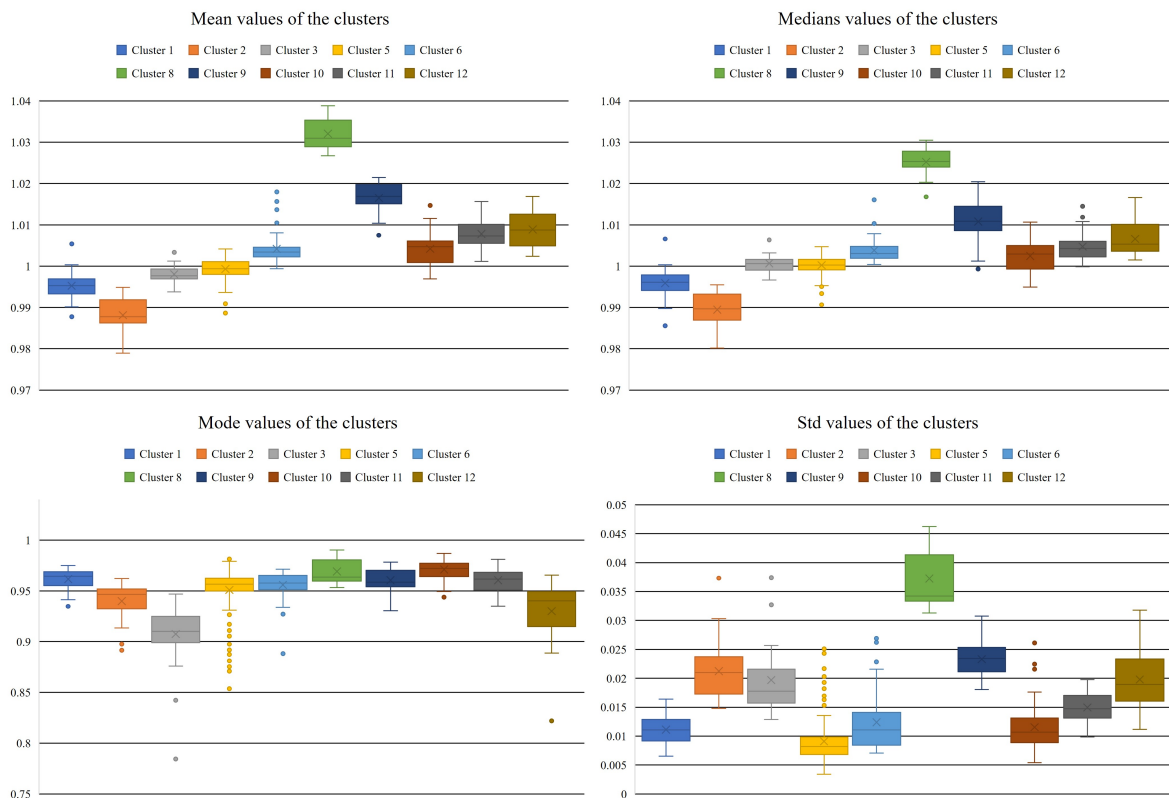 Mean values of the clusters
Cluster 1 Cluster 2 Cluster 3 Cluster 5 Cluster 6
Cluster 8 Cluster 9 Cluster 10 Cluster 11 Cluster 12
1.04
1.03
1.02
1.01
1
0.99
0.98
0.97
Medians values of the clusters
Cluster 1 Cluster 2 Cluster 3 Cluster 5 Cluster 6
Cluster 8 Cluster 9 Cluster 10 Cluster 11 Cluster 12
1.04
1.03
1.02
1.01
1
0.99
0.98
0.97
Mode values of the clusters
Cluster 1 Cluster 2 Cluster 3 Cluster 5 Cluster 6
Cluster 8 Cluster 9 Cluster 10 Cluster 11 Cluster 12
1
0.95
0.9
0.85
0.8
0.75
Std values of the clusters
Cluster 1 Cluster 2 Cluster 3 Cluster 5 Cluster 6
Cluster 8 Cluster 9 Cluster 10 Cluster 11 Cluster 12
0.05
0.045
0.04
0.035
0.03
0.025
0.02
0.015
0.01
0.005
0